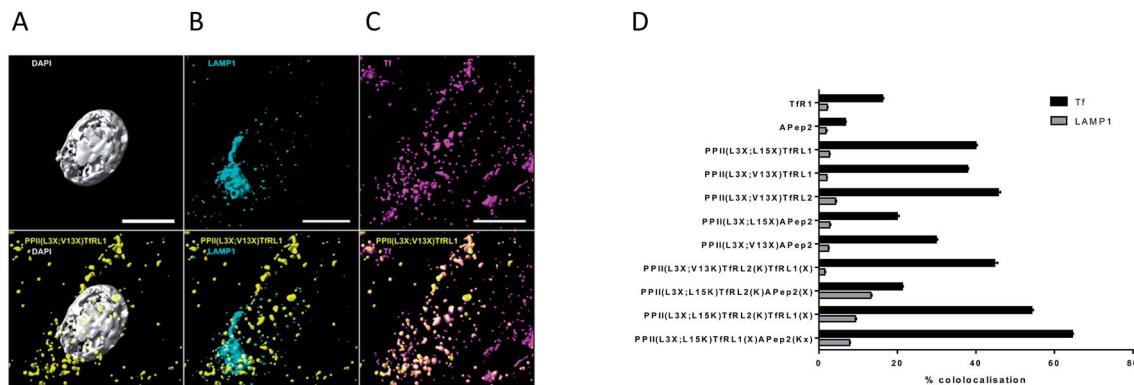 A B C D
DAPI
LAMP1
Tf
PPII(L3X;V13X)TfRL1
DAPI
PPII(L3X;V13X)TfRL1
LAMP1
PPII(L3X;V13X)TfRL1
Tf
TfR1
APep2
PPII(L3X;L15X)TfRL1
PPII(L3X;V13X)TfRL1
PPII(L3X;V13X)TfRL2
PPII(L3X;L15X)APep2
PPII(L3X;V13X)APep2
PPII(L3X;V13K)TfRL2(K)TfRL1(X)
PPII(L3X;L15K)TfRL2(K)APep2(X)
PPII(L3X;L15K)TfRL2(K)TfRL1(X)
PPII(L3X;L15K)TfRL1(X)APep2(Kx)
Tf
LAMP1
0 20 40 60 80
% cololocalisation